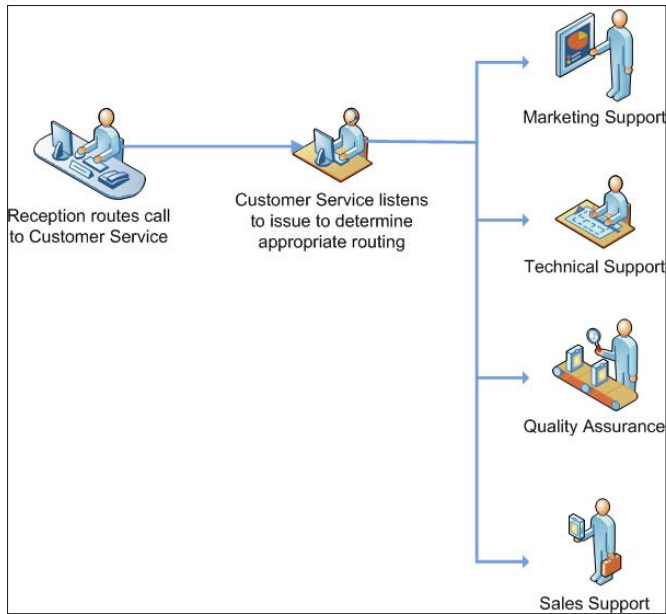 Marketing Support
Reception routes call
to Customer Service
Customer Service listens
to issue to determine
appropriate routing
Technical Support
Quality Assurance
Sales Support